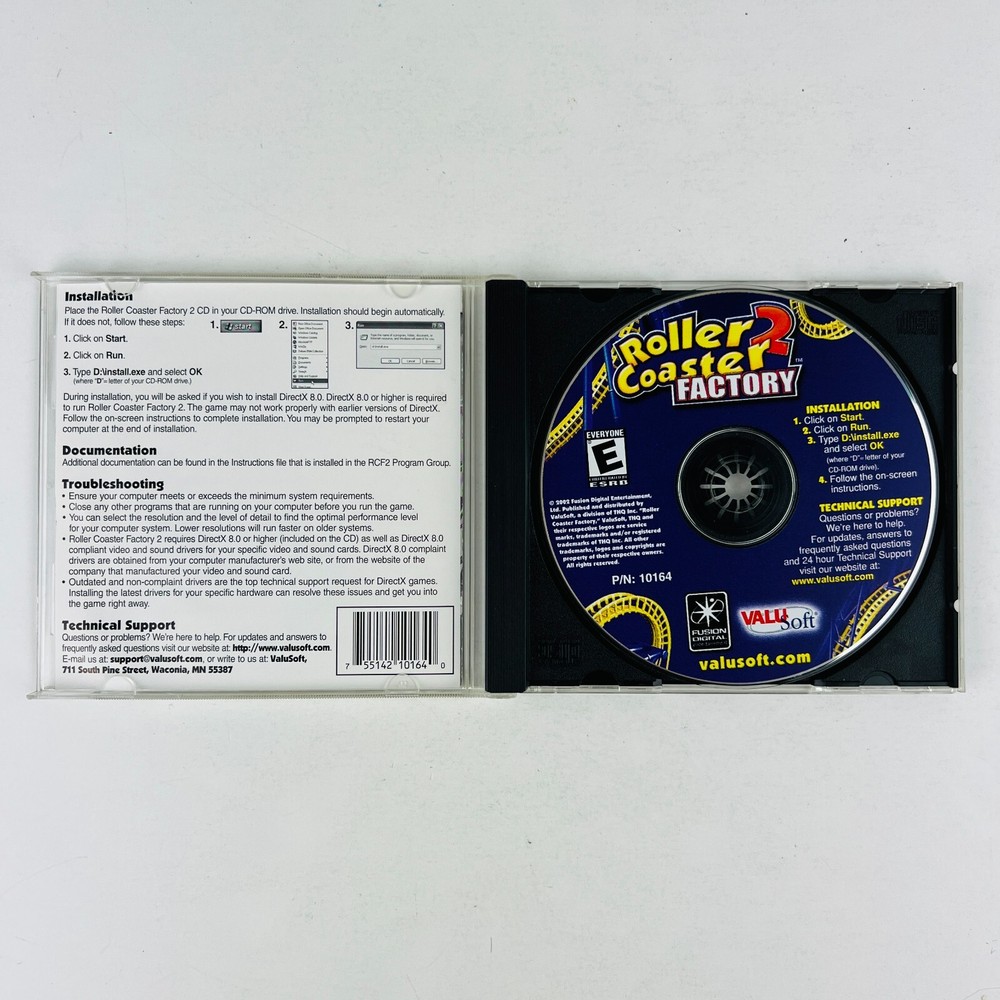 Installation
Place the Roller Coaster Factory 2 CD in your CD-ROM drive. Installation should begin automatically.
If it does not, follow these steps:
1. start
2.
3.
1. Click on Start.
2. Click on Run.
3. Type D:\install.exe and select OK
(where "D"= letter of your CD-ROM drive.)
During installation, you will be asked if you wish to install DirectX 8.0. DirectX 8.0 or higher is required
to run Roller Coaster Factory 2. The game may not work properly with earlier versions of DirectX.
Follow the on-screen instructions to complete installation. You may be prompted to restart your
computer at the end of installation.
Documentation
Additional documentation can be found in the Instructions file that is installed in the RCF2 Program Group.
Troubleshooting
• Ensure your computer meets or exceeds the minimum system requirements.
• Close any other programs that are running on your computer before you run the game.
• You can select the resolution and the level of detail to find the optimal performance level
for your computer system. Lower resolutions will run faster on older systems.
• Roller Coaster Factory 2 requires DirectX 8.0 or higher (included on the CD) as well as DirectX 8.0
compliant video and sound drivers for your specific video and sound cards. DirectX 8.0 complaint
drivers are obtained from your computer manufacturer's web site, or from the website of the
company that manufactured your video and sound card.
• Outdated and non-complaint drivers are the top technical support request for DirectX games.
Installing the latest drivers for your specific hardware can resolve these issues and get you into
the game right away.
Technical Support
Questions or problems? We're here to help. For updates and answers to
frequently asked questions visit our website at: http://www.valusoft.com.
E-mail us at: support@valusoft.com, or write to us at: ValuSoft,
711 South Pine Street, Waconia, MN 55387
7 55142 10164 0
Roller 2
Coaster
FACTORY™
EVERYONE
E
ESRB
© 2002 Fusion Digital Entertainment,
Ltd. Published and distributed by
ValuSoft, a division of THQ Inc. "Roller
Coaster Factory," ValuSoft, THQ and
their respective logos are service
marks, trademarks and/or registered
trademarks of THQ Inc. All other
trademarks, logos and copyrights are
property of their respective owners.
All rights reserved.
P/N: 10164
INSTALLATION
1. Click on Start.
2. Click on Run.
3. Type D:\install.exe
and select OK
(where "D"= letter of your
CD-ROM drive).
4. Follow the on-screen
instructions.
TECHNICAL SUPPORT
Questions or problems?
We're here to help.
For updates, answers to
frequently asked questions
and 24 hour Technical Support
visit our website at:
www.valusoft.com
FUSION
DIGITAL
VALU
Soft
valusoft.com